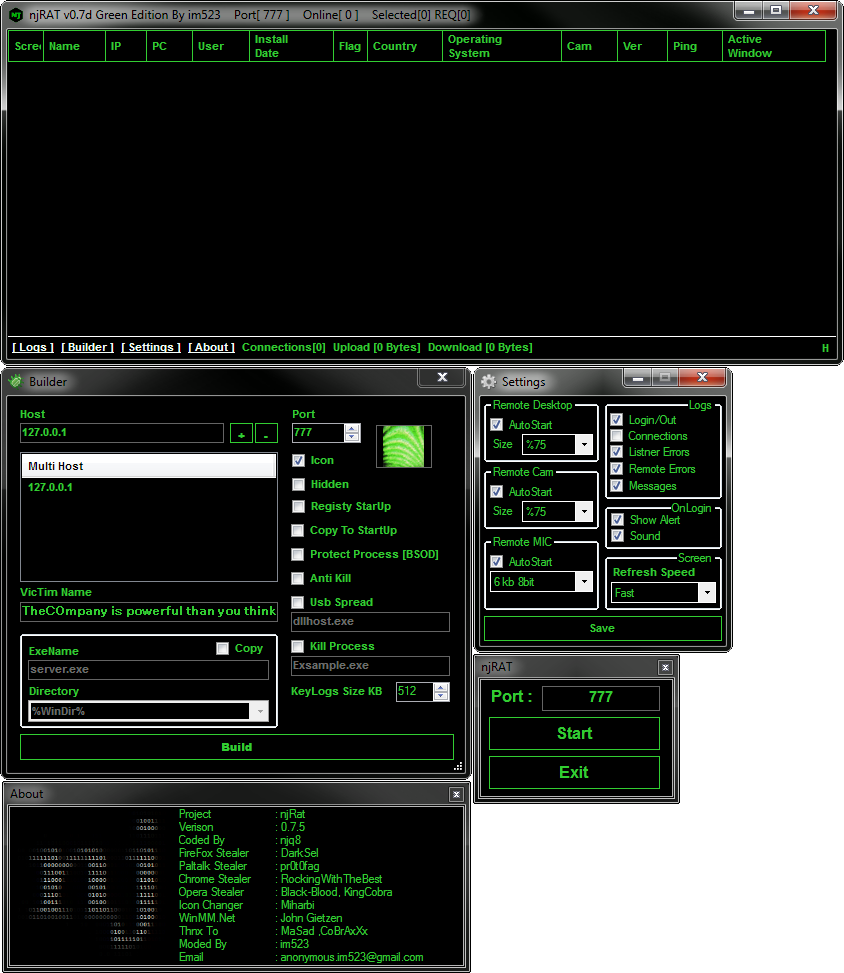 njRAT v0.7d Green Edition By im523 Port[ 777 ] Online[ 0 ] Selected[0] REQ[0]
Scree Name IP PC User Install Date Flag Country Operating System Cam Ver Ping Active Window
[ Logs ] [ Builder ] [ Settings ] [ About ] Connections[0] Upload [0 Bytes] Download [0 Bytes] H
Builder
Host
127.0.0.1
+ -
Multi Host
127.0.0.1
VicTim Name
TheCOmpany is powerful than you think
ExeName
Copy
server.exe
Directory
%WinDir%
Port
777
Icon
Hidden
Registy StarUp
Copy To StartUp
Protect Process [BSOD]
Anti Kill
Usb Spread
dllhost.exe
Kill Process
Exsample.exe
KeyLogs Size KB 512
Build
Settings
Remote Desktop
AutoStart
Size %75
Remote Cam
AutoStart
Size %75
Remote MIC
AutoStart
6 kb 8bit
Logs
Login/Out
Connections
Listner Errors
Remote Errors
Messages
OnLogin
Show Alert
Sound
Screen
Refresh Speed
Fast
Save
njRAT
Port : 777
Start
Exit
About
Project : njRat
Verison : 0.7.5
Coded By : njq8
FireFox Stealer : DarkSel
Paltalk Stealer : pr0t0fag
Chrome Stealer : RockingWithTheBest
Opera Stealer : Black-Blood, KingCobra
Icon Changer : Miharbi
WinMM.Net : John Gietzen
Thnx To : MaSad ,CoBrAxXx
Moded By : im523
Email : anonymous.im523@gmail.com